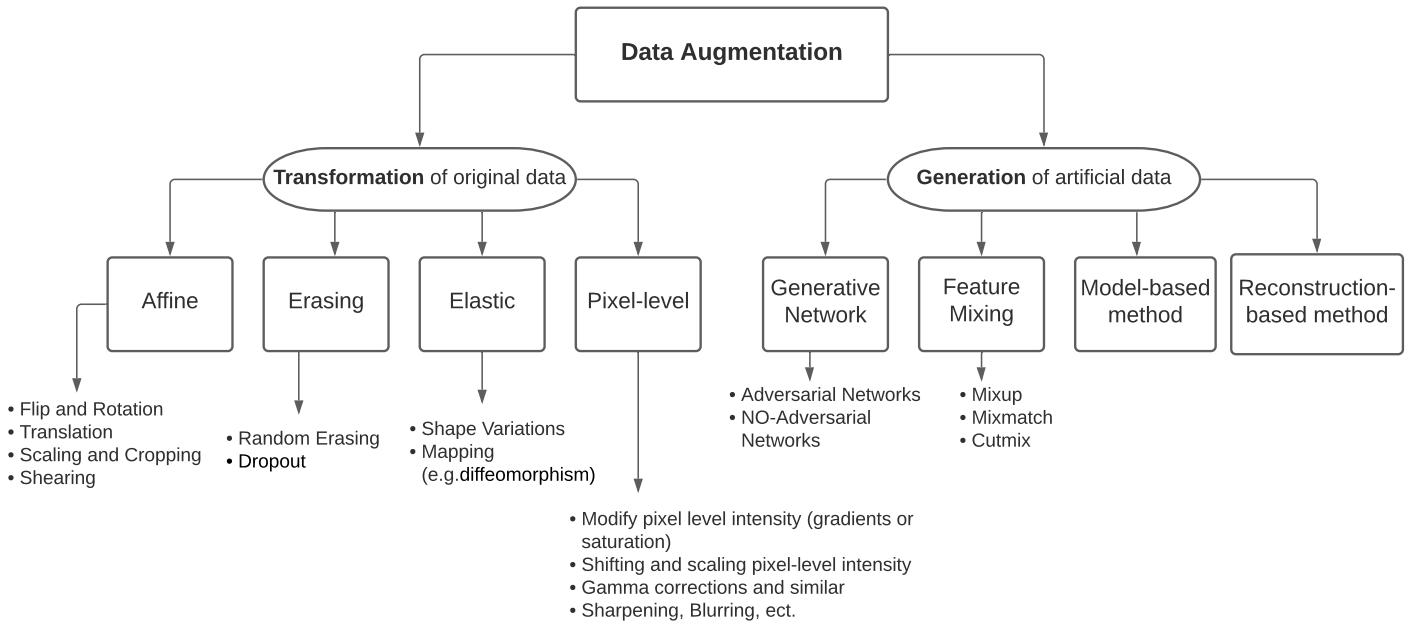 Data Augmentation
Transformation of original data
Generation of artificial data
Affine
Erasing
Elastic
Pixel-level
Generative
Network
Feature
Mixing
Model-based
method
Reconstruction-
based method
• Flip and Rotation
• Translation
• Scaling and Cropping
• Shearing
• Random Erasing
• Dropout
• Shape Variations
• Mapping
(e.g.diffeomorphism)
• Modify pixel level intensity (gradients or
saturation)
• Shifting and scaling pixel-level intensity
• Gamma corrections and similar
• Sharpening, Blurring, ect.
• Adversarial Networks
• NO-Adversarial
Networks
• Mixup
• Mixmatch
• Cutmix